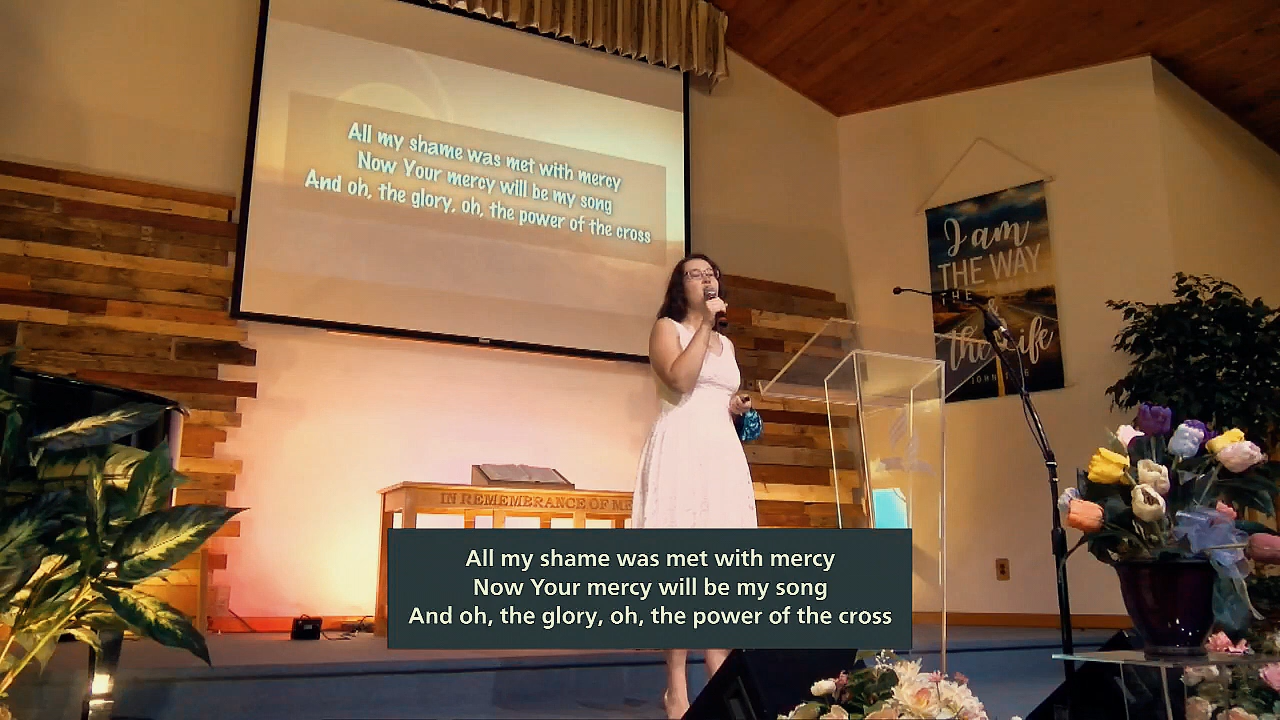 All my shame was met with mercy
Now Your mercy will be my song
And oh, the glory, oh, the power of the cross
I am
THE WAY
THE
&
the Life
JOHN
IN REMEMBRANCE OF ME
All my shame was met with mercy
Now Your mercy will be my song
And oh, the glory, oh, the power of the cross